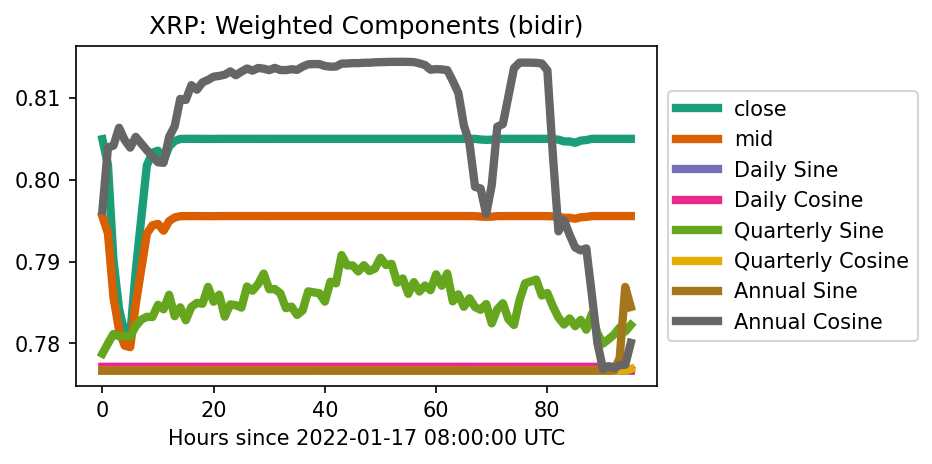 XRP: Weighted Components (bidir)
0.81
0.80
0.79
0.78
0
20
40
60
80
Hours since 2022-01-17 08:00:00 UTC
close
mid
Daily Sine
Daily Cosine
Quarterly Sine
Quarterly Cosine
Annual Sine
Annual Cosine